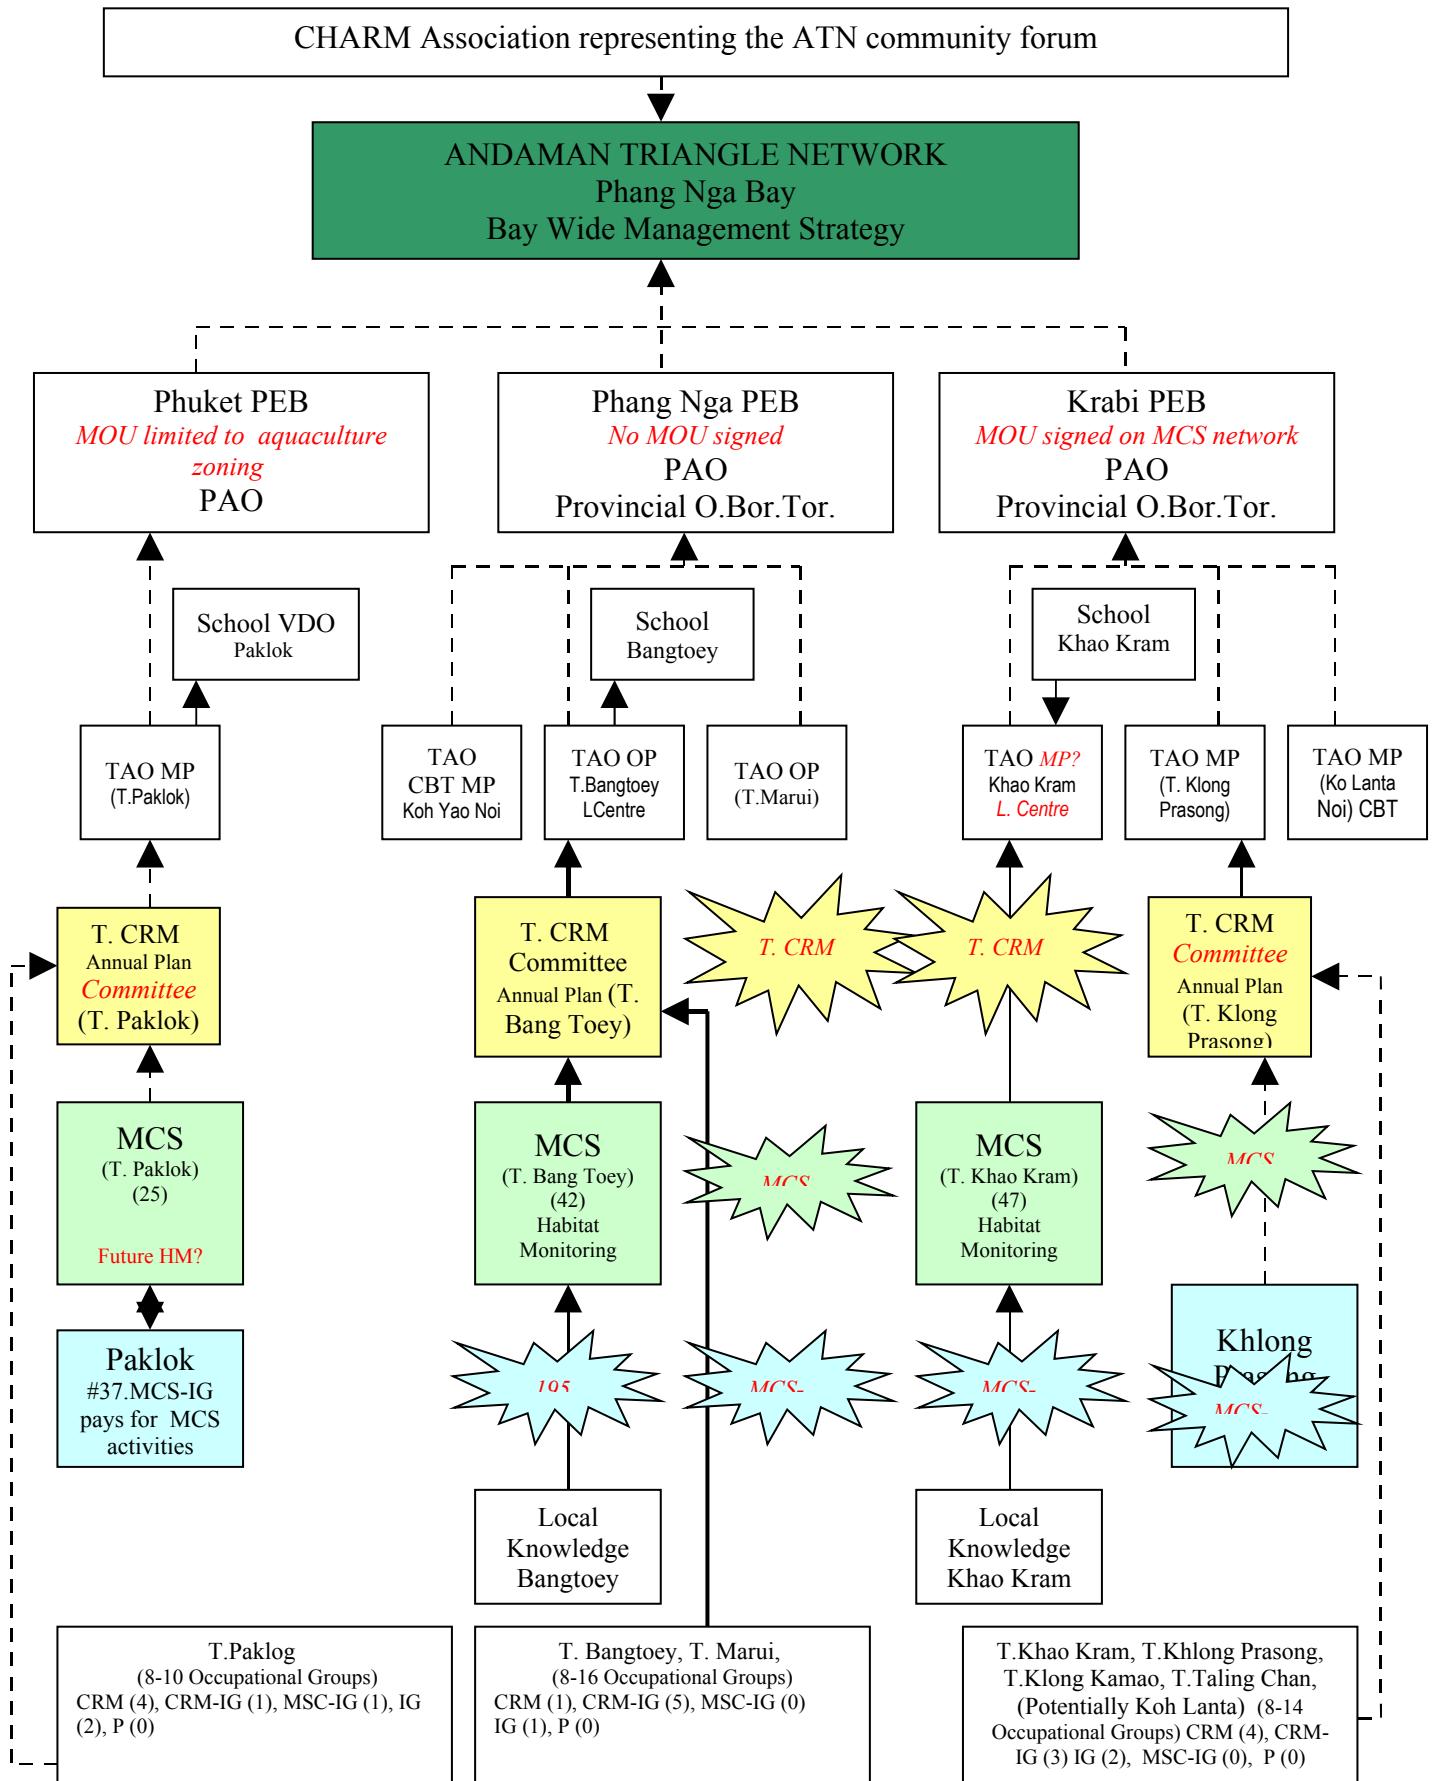 CHARM Association representing the ATN community forum
ANDAMAN TRIANGLE NETWORK
Phang Nga Bay
Bay Wide Management Strategy
Phuket PEB
MOU limited to aquaculture
zoning
PAO
Phang Nga PEB
No MOU signed
PAO
Provincial O.Bor.Tor.
Krabi PEB
MOU signed on MCS network
PAO
Provincial O.Bor.Tor.
School VDO
Paklok
School
Bangtoey
School
Khao Kram
TAO MP
(T.Paklok)
TAO
CBT MP
Koh Yao Noi
TAO OP
T.Bangtoey
LCentre
TAO OP
(T.Marui)
TAO MP?
Khao Kram
L. Centre
TAO MP
(T. Klong
Prasong)
TAO MP
(Ko Lanta
Noi) CBT
T. CRM
Annual Plan
Committee
(T. Paklok)
T. CRM
Committee
Annual Plan (T.
Bang Toey)
T. CRM
T. CRM
T. CRM
Committee
Annual Plan
(T. Klong
Prasong)
MCS
(T. Paklok)
(25)
Future HM?
MCS
(T. Bang Toey)
(42)
Habitat
Monitoring
MCS
MCS
(T. Khao Kram)
(47)
Habitat
Monitoring
MCS
Paklok
#37.MCS-IG
pays for MCS
activities
195
MCS-
MCS-
Khlong
Prasong
MCS-
Local
Knowledge
Bangtoey
Local
Knowledge
Khao Kram
T.Paklog
(8-10 Occupational Groups)
CRM (4), CRM-IG (1), MSC-IG (1), IG
(2), P (0)
T. Bangtoey, T. Marui,
(8-16 Occupational Groups)
CRM (1), CRM-IG (5), MSC-IG (0)
IG (1), P (0)
T.Khao Kram, T.Khlong Prasong,
T.Klong Kamao, T.Taling Chan,
(Potentially Koh Lanta) (8-14
Occupational Groups) CRM (4), CRM-
IG (3) IG (2), MSC-IG (0), P (0)